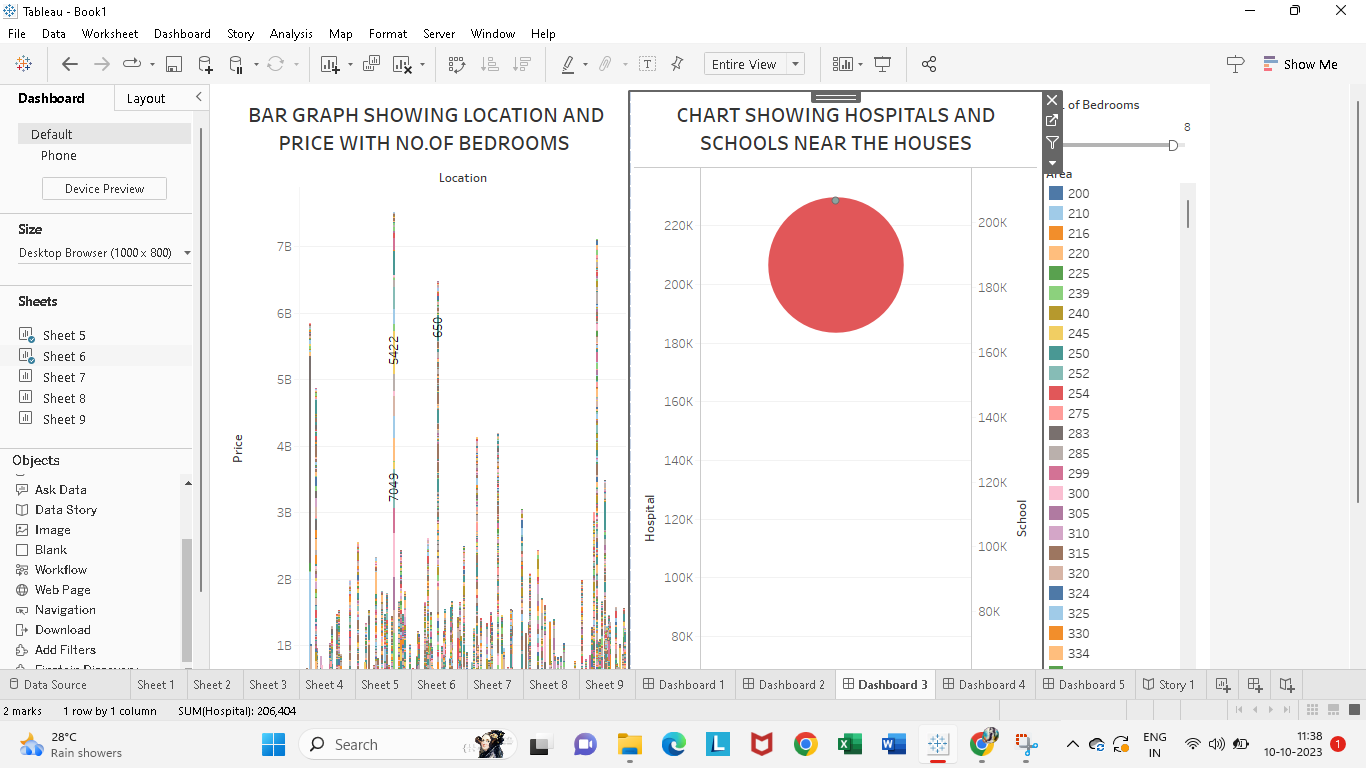 Tableau - Book1
File Data Worksheet Dashboard Story Analysis Map Format Server Window Help
Entire View
Show Me
Dashboard Layout
Default
Phone
Device Preview
Size
Desktop Browser (1000 x 800)
Sheets
Sheet 5
Sheet 6
Sheet 7
Sheet 8
Sheet 9
Objects
Ask Data
Data Story
Image
Blank
Workflow
Web Page
Navigation
Download
Add Filters
BAR GRAPH SHOWING LOCATION AND
PRICE WITH NO.OF BEDROOMS
Location
7B
6B
5B
4B
3B
2B
1B
Price
5422
650
7049
CHART SHOWING HOSPITALS AND
SCHOOLS NEAR THE HOUSES
220K
200K
180K
160K
140K
120K
100K
80K
Hospital
200K
180K
160K
140K
120K
100K
80K
School
of Bedrooms
8
Area
200
210
216
220
225
239
240
245
250
252
254
275
283
285
299
300
305
310
315
320
324
325
330
334
Data Source Sheet 1 Sheet 2 Sheet 3 Sheet 4 Sheet 5 Sheet 6 Sheet 7 Sheet 8 Sheet 9 Dashboard 1 Dashboard 2 Dashboard 3 Dashboard 4 Dashboard 5 Story 1
2 marks 1 row by 1 column SUM(Hospital): 206,404
28°C
Rain showers
Search
ENG
IN
11:38
10-10-2023
1